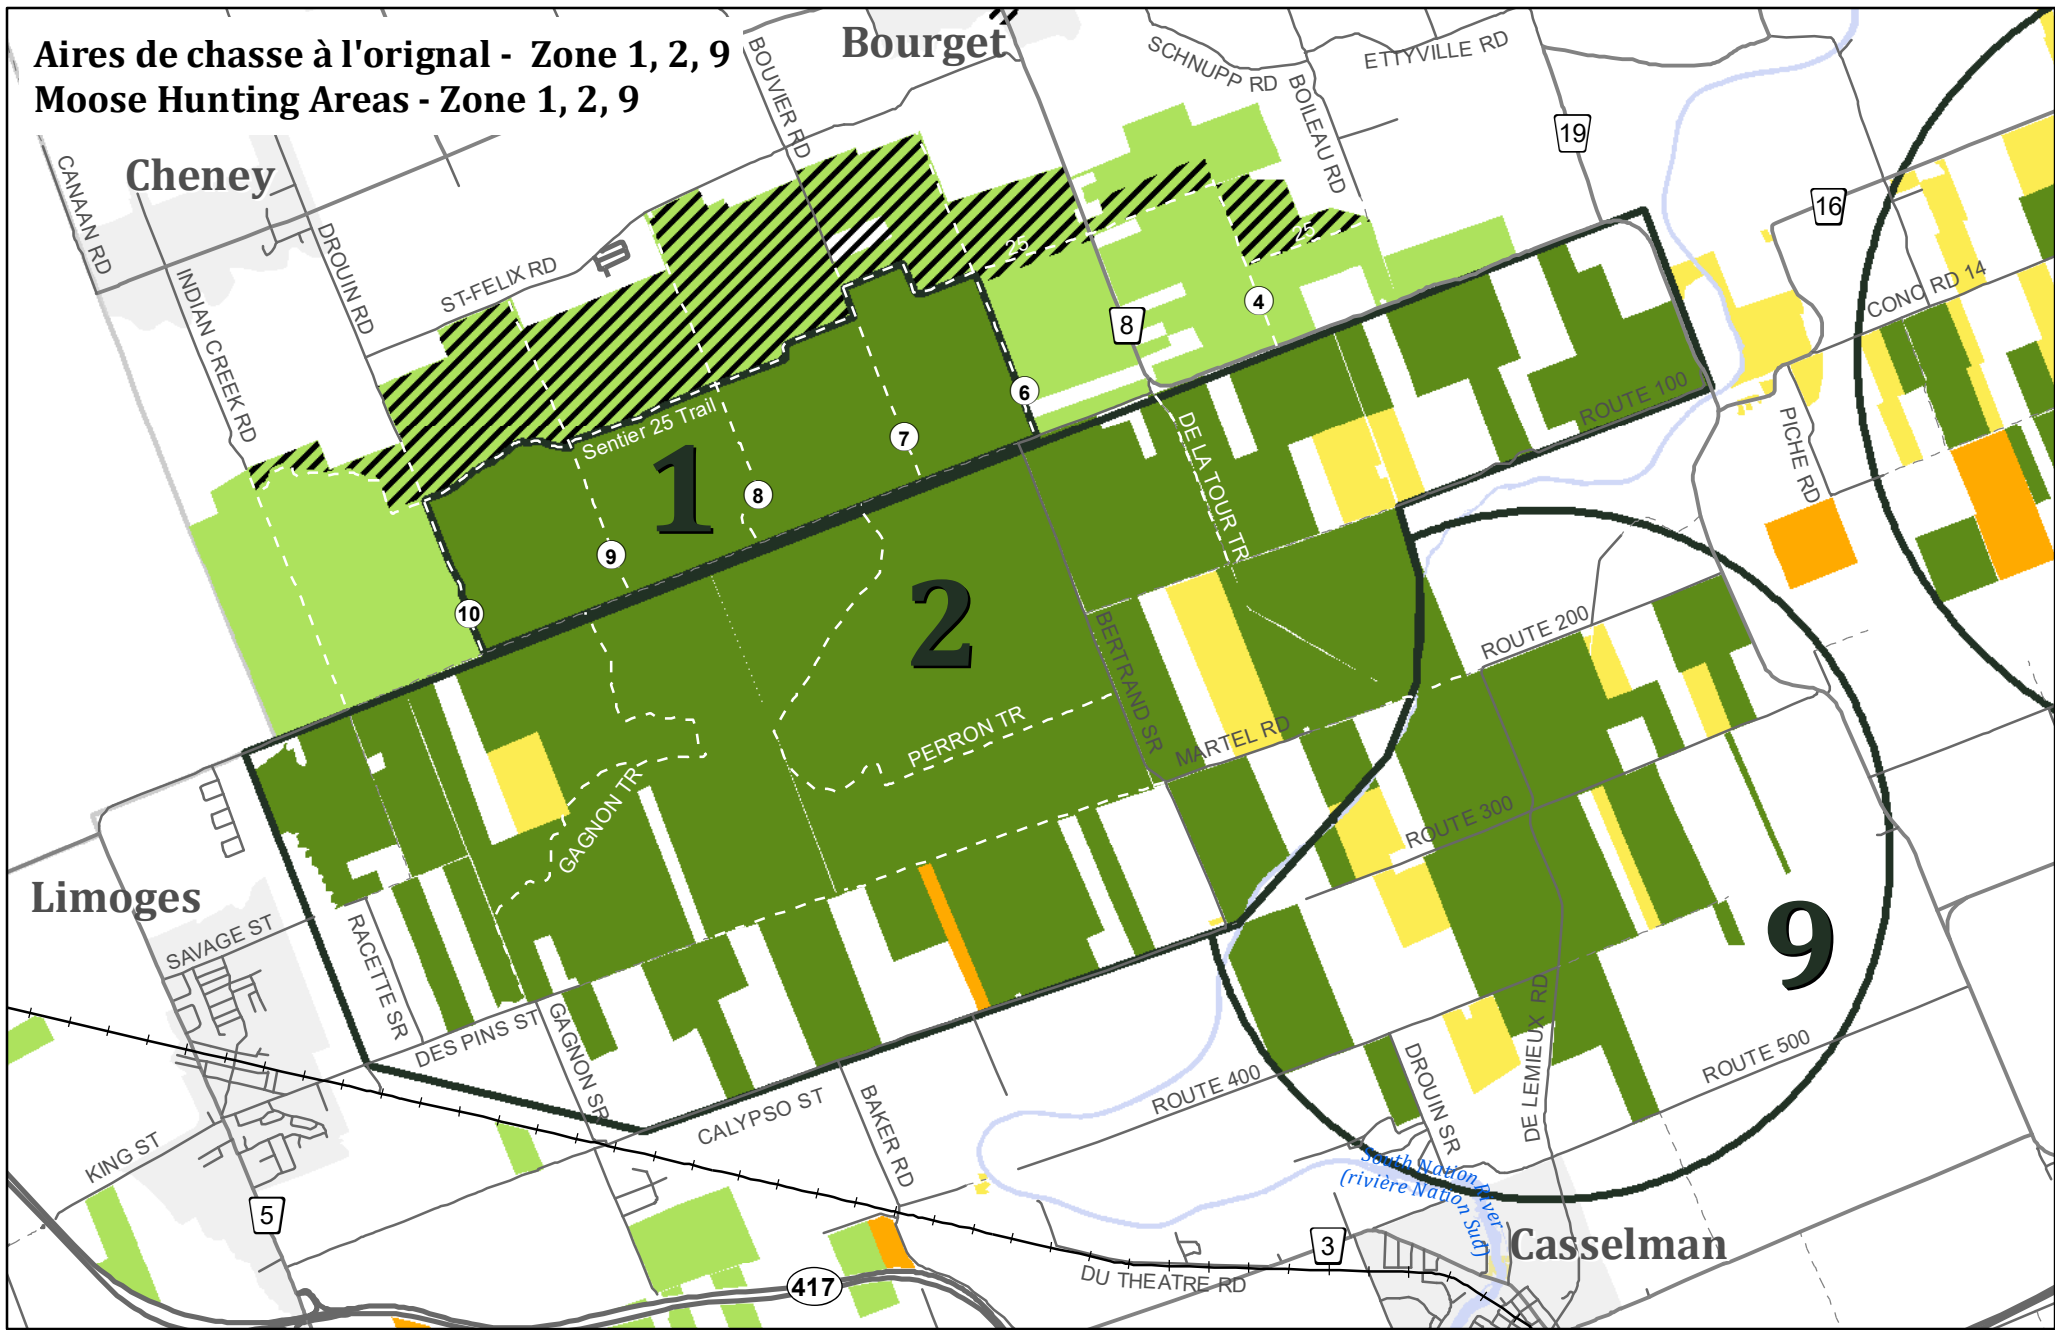 Aires de chasse à l'orignal - Zone 1, 2, 9
Moose Hunting Areas - Zone 1, 2, 9
Bourget
Cheney
Limoges
Casselman
BOUVIER RD
SCHNUPP RD
BOILEAU RD
ETTYVILLE RD
19
16
CANAAN RD
INDIAN CREEK RD
DROUIN RD
ST-FELIX RD
25
25
4
8
CONC RD 14
6
7
Sentier 25 Trail
1
8
9
10
DE LA TOUR TR
ROUTE 100
PICHE RD
2
BERTRAND SR
ROUTE 200
MARTEL RD
PERRON TR
GAGNON TR
ROUTE 300
9
SAVAGE ST
RACETTE SR
DES PINS ST
GAGNON SR
CALYPSO ST
BAKER RD
ROUTE 400
DROUIN SR
DE LEMIEUX RD
ROUTE 500
KING ST
5
South Nation River
(rivière Nation Sud)
3
417
DU THEATRE RD